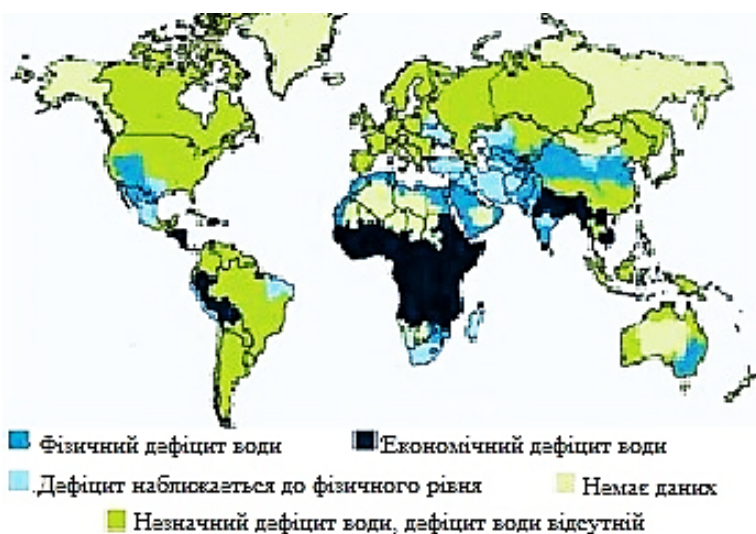 Фізичний дефіцит води
Економічний дефіцит води
.Дефіцит наближається до фізичного рівня
Немає даних
Незначний дефіцит води, дефіцит води відсутній